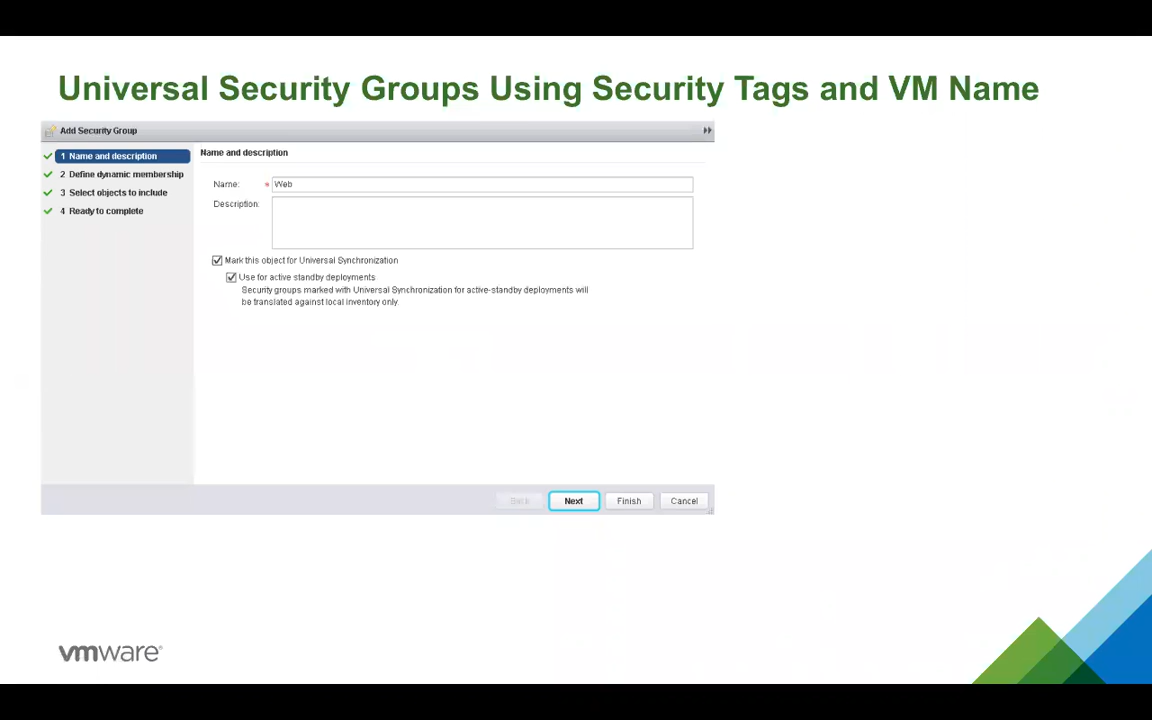 Universal Security Groups Using Security Tags and VM Name
Add Security Group
1 Name and description
2 Define dynamic membership
3 Select objects to include
4 Ready to complete
Name and description
Name: * Web
Description:
Mark this object for Universal Synchronization
Use for active standby deployments
Security groups marked with Universal Synchronization for active-standby deployments will
be translated against local inventory only.
Back Next Finish Cancel
vmware®